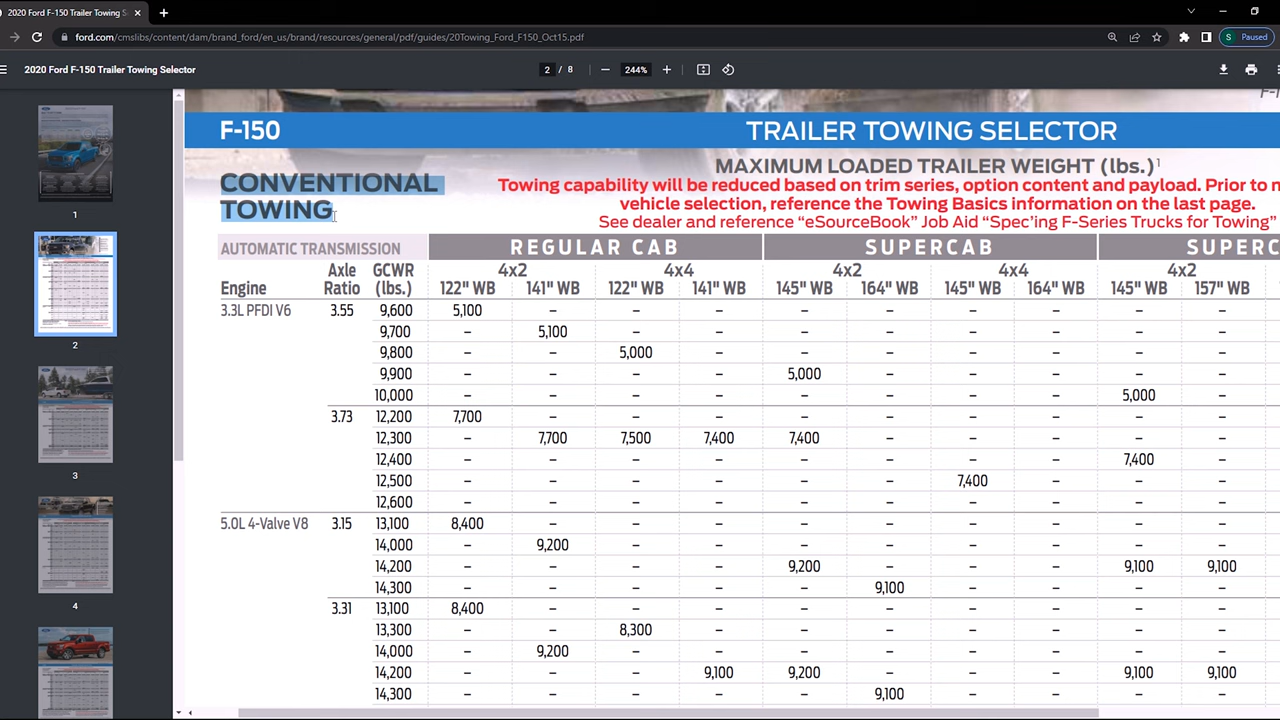 2020 Ford F-150 Trailer Towing S
ford.com/cmslibs/content/dam/brand_ford/en_us/brand/resources/general/pdf/guides/20Towing_Ford_F150_Oct15.pdf
S Paused
2020 Ford F-150 Trailer Towing Selector
2 / 8
244%
1
2
3
4
F-150
TRAILER TOWING SELECTOR
CONVENTIONAL
TOWING
MAXIMUM LOADED TRAILER WEIGHT (lbs.)1
Towing capability will be reduced based on trim series, option content and payload. Prior to
vehicle selection, reference the Towing Basics information on the last page.
See dealer and reference “eSourceBook” Job Aid “Spec'ing F-Series Trucks for Towing”
AUTOMATIC TRANSMISSION REGULAR CAB SUPERCAB SUPERC
4x2 4x4 4x2 4x4 4x2
Engine Axle Ratio GCWR (lbs.) 122" WB 141" WB 122" WB 141" WB 145" WB 164" WB 145" WB 164" WB 145" WB 157" WB
3.3L PFDI V6 3.55 9,600 5,100 – – – – – – – – –
9,700 – 5,100 – – – – – – – –
9,800 – – 5,000 – – – – – – –
9,900 – – – – 5,000 – – – – –
10,000 – – – – – – – – 5,000 –
3.73 12,200 7,700 – – – – – – – – –
12,300 – 7,700 7,500 7,400 7,400 – – – – –
12,400 – – – – – – – – 7,400 –
12,500 – – – – – – 7,400 – – –
12,600 – – – – – – – – – –
5.0L 4-Valve V8 3.15 13,100 8,400 – – – – – – – – –
14,000 – 9,200 – – – – – – – –
14,200 – – – – 9,200 – – – 9,100 9,100
14,300 – – – – – 9,100 – – – –
3.31 13,100 8,400 – – – – – – – – –
13,300 – – 8,300 – – – – – – –
14,000 – 9,200 – – – – – – – –
14,200 – – – 9,100 9,200 – – – 9,100 9,100
14,300 – – – – – 9,100 – – – –